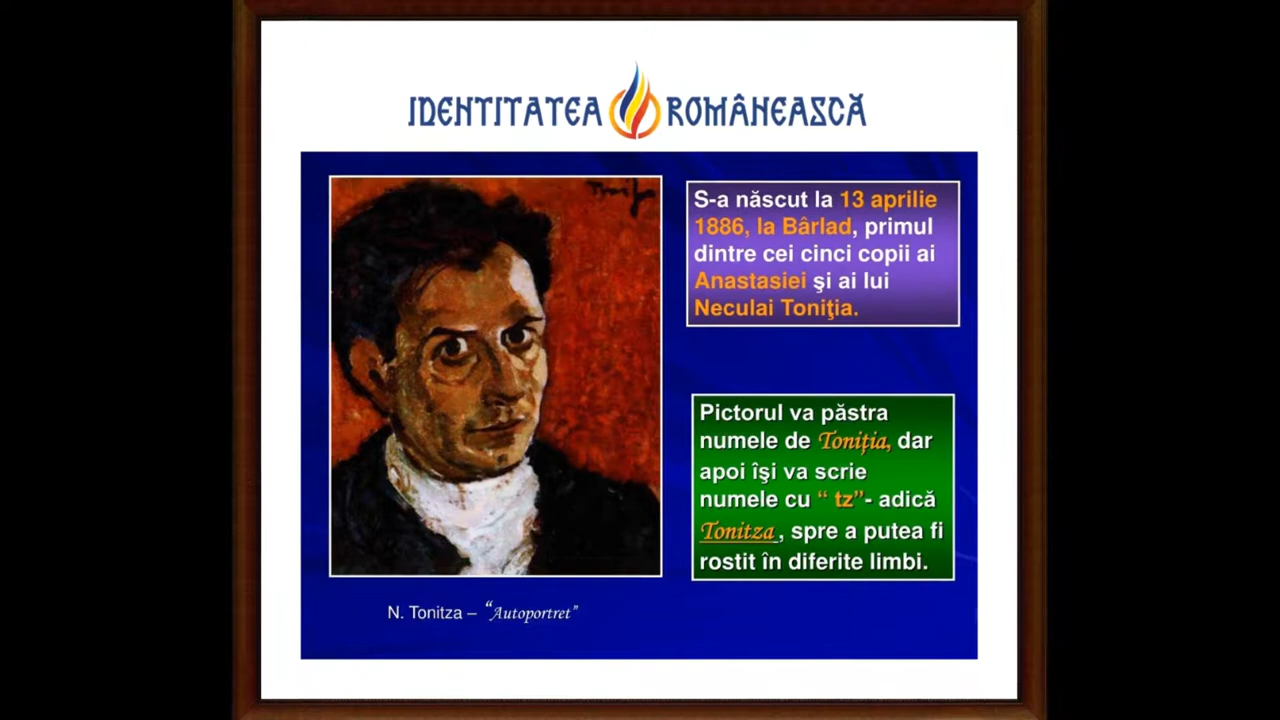 IDENTITATEA ROMÂNEASCĂ
S-a născut la 13 aprilie
1886, la Bârlad, primul
dintre cei cinci copii ai
Anastasiei şi ai lui
Neculai Toniţia.
Pictorul va păstra
numele de Toniţia, dar
apoi îşi va scrie
numele cu “ tz”- adică
Tonitza , spre a putea fi
rostit în diferite limbi.
N. Tonitza – “Autoportret”